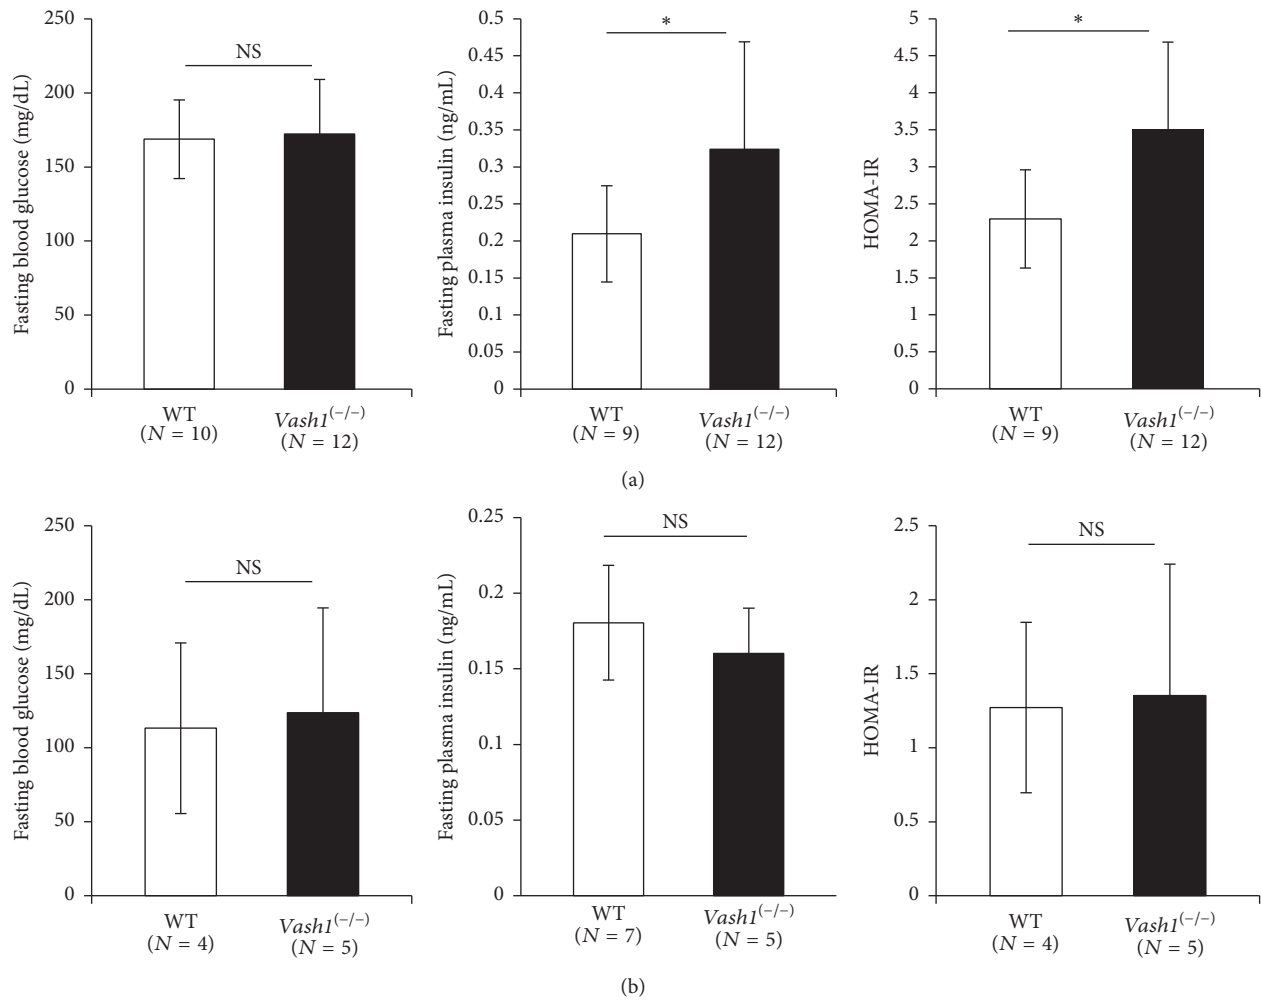 Fasting blood glucose (mg/dL)
250
200
150
100
50
0
NS
WT
(N = 10)
Vash1(−/−)
(N = 12)
Fasting plasma insulin (ng/mL)
0.5
0.45
0.4
0.35
0.3
0.25
0.2
0.15
0.1
0.05
0
*
WT
(N = 9)
Vash1(−/−)
(N = 12)
HOMA-IR
5
4.5
4
3.5
3
2.5
2
1.5
1
0.5
0
*
WT
(N = 9)
Vash1(−/−)
(N = 12)
(a)
Fasting blood glucose (mg/dL)
250
200
150
100
50
0
NS
WT
(N = 4)
Vash1(−/−)
(N = 5)
Fasting plasma insulin (ng/mL)
0.25
0.2
0.15
0.1
0.05
0
NS
WT
(N = 7)
Vash1(−/−)
(N = 5)
HOMA-IR
2.5
2
1.5
1
0.5
0
NS
WT
(N = 4)
Vash1(−/−)
(N = 5)
(b)